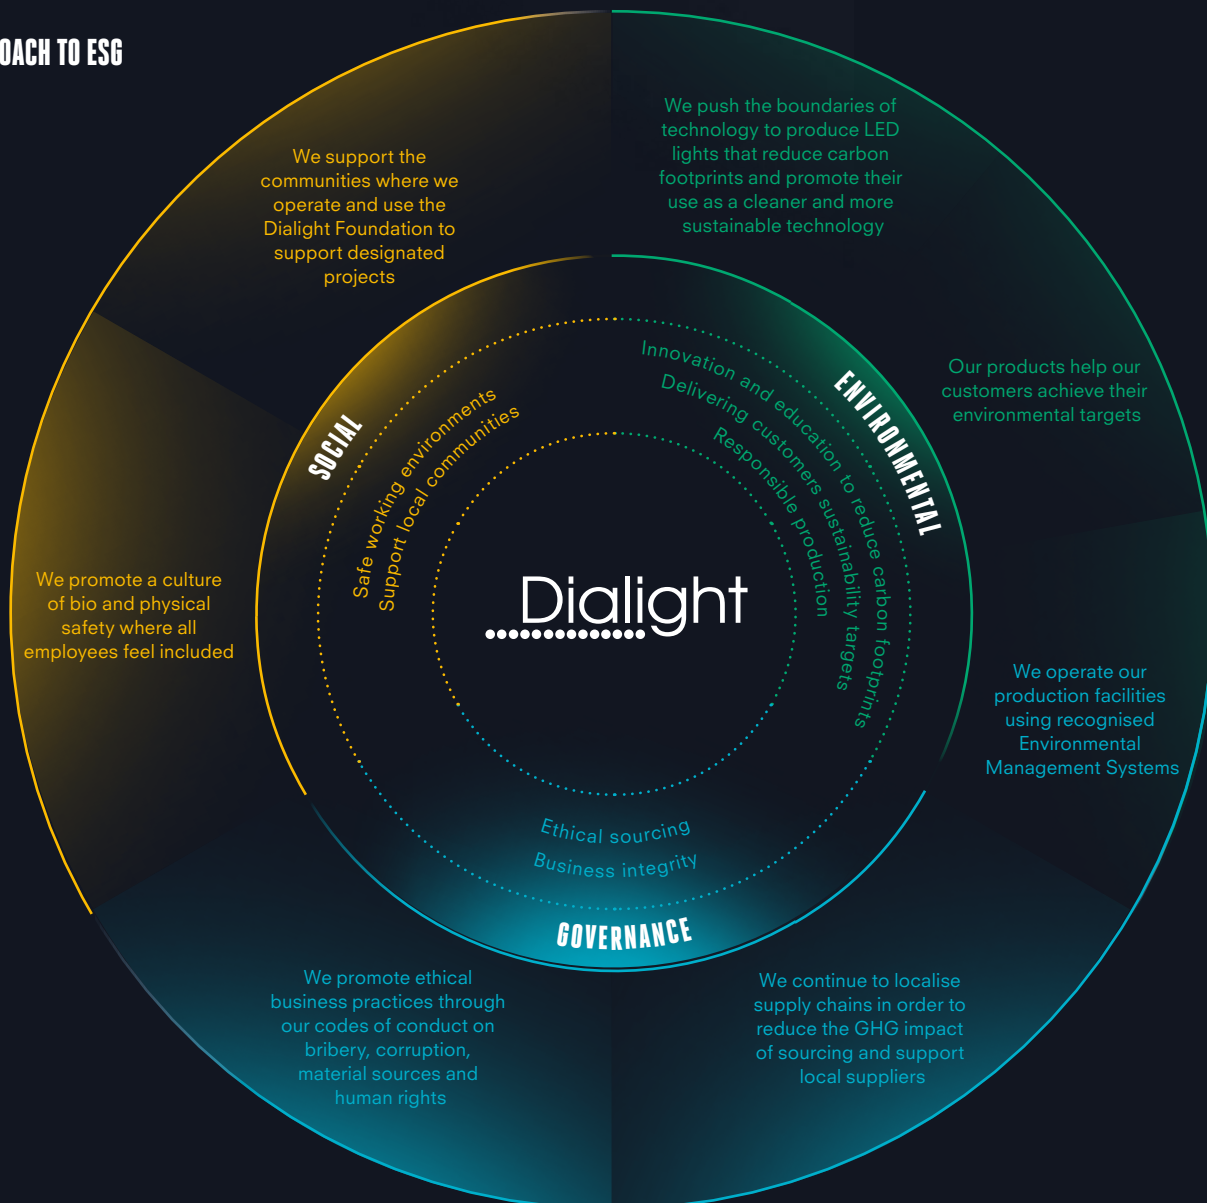 OACH TO ESG
We push the boundaries of
technology to produce LED
lights that reduce carbon
footprints and promote their
use as a cleaner and more
sustainable technology
We support the
communities where we
operate and use the
Dialight Foundation to
support designated
projects
Our products help our
customers achieve their
environmental targets
ENVIRONMENTAL
Innovation and education to reduce carbon footprints
Delivering customers sustainability targets
Responsible production
SOCIAL
Safe working environments
Support local communities
Dialight
We promote a culture
of bio and physical
safety where all
employees feel included
We operate our
production facilities
using recognised
Environmental
Management Systems
Ethical sourcing
Business integrity
GOVERNANCE
We promote ethical
business practices through
our codes of conduct on
bribery, corruption,
material sources and
human rights
We continue to localise
supply chains in order to
reduce the GHG impact
of sourcing and support
local suppliers